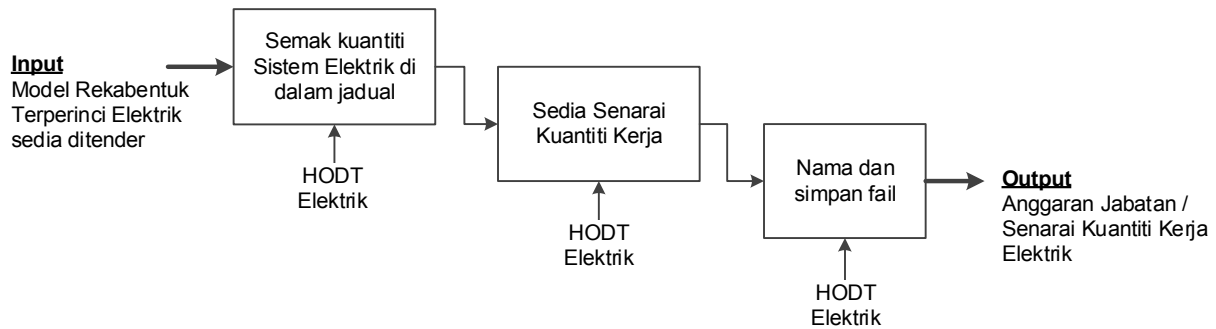 Input
Model Rekabentuk
Terperinci Elektrik
sedia ditender
Semak kuantiti
Sistem Elektrik di
dalam jadual
HODT
Elektrik
Sedia Senarai
Kuantiti Kerja
HODT
Elektrik
Nama dan
simpan fail
HODT
Elektrik
Output
Anggaran Jabatan /
Senarai Kuantiti Kerja
Elektrik